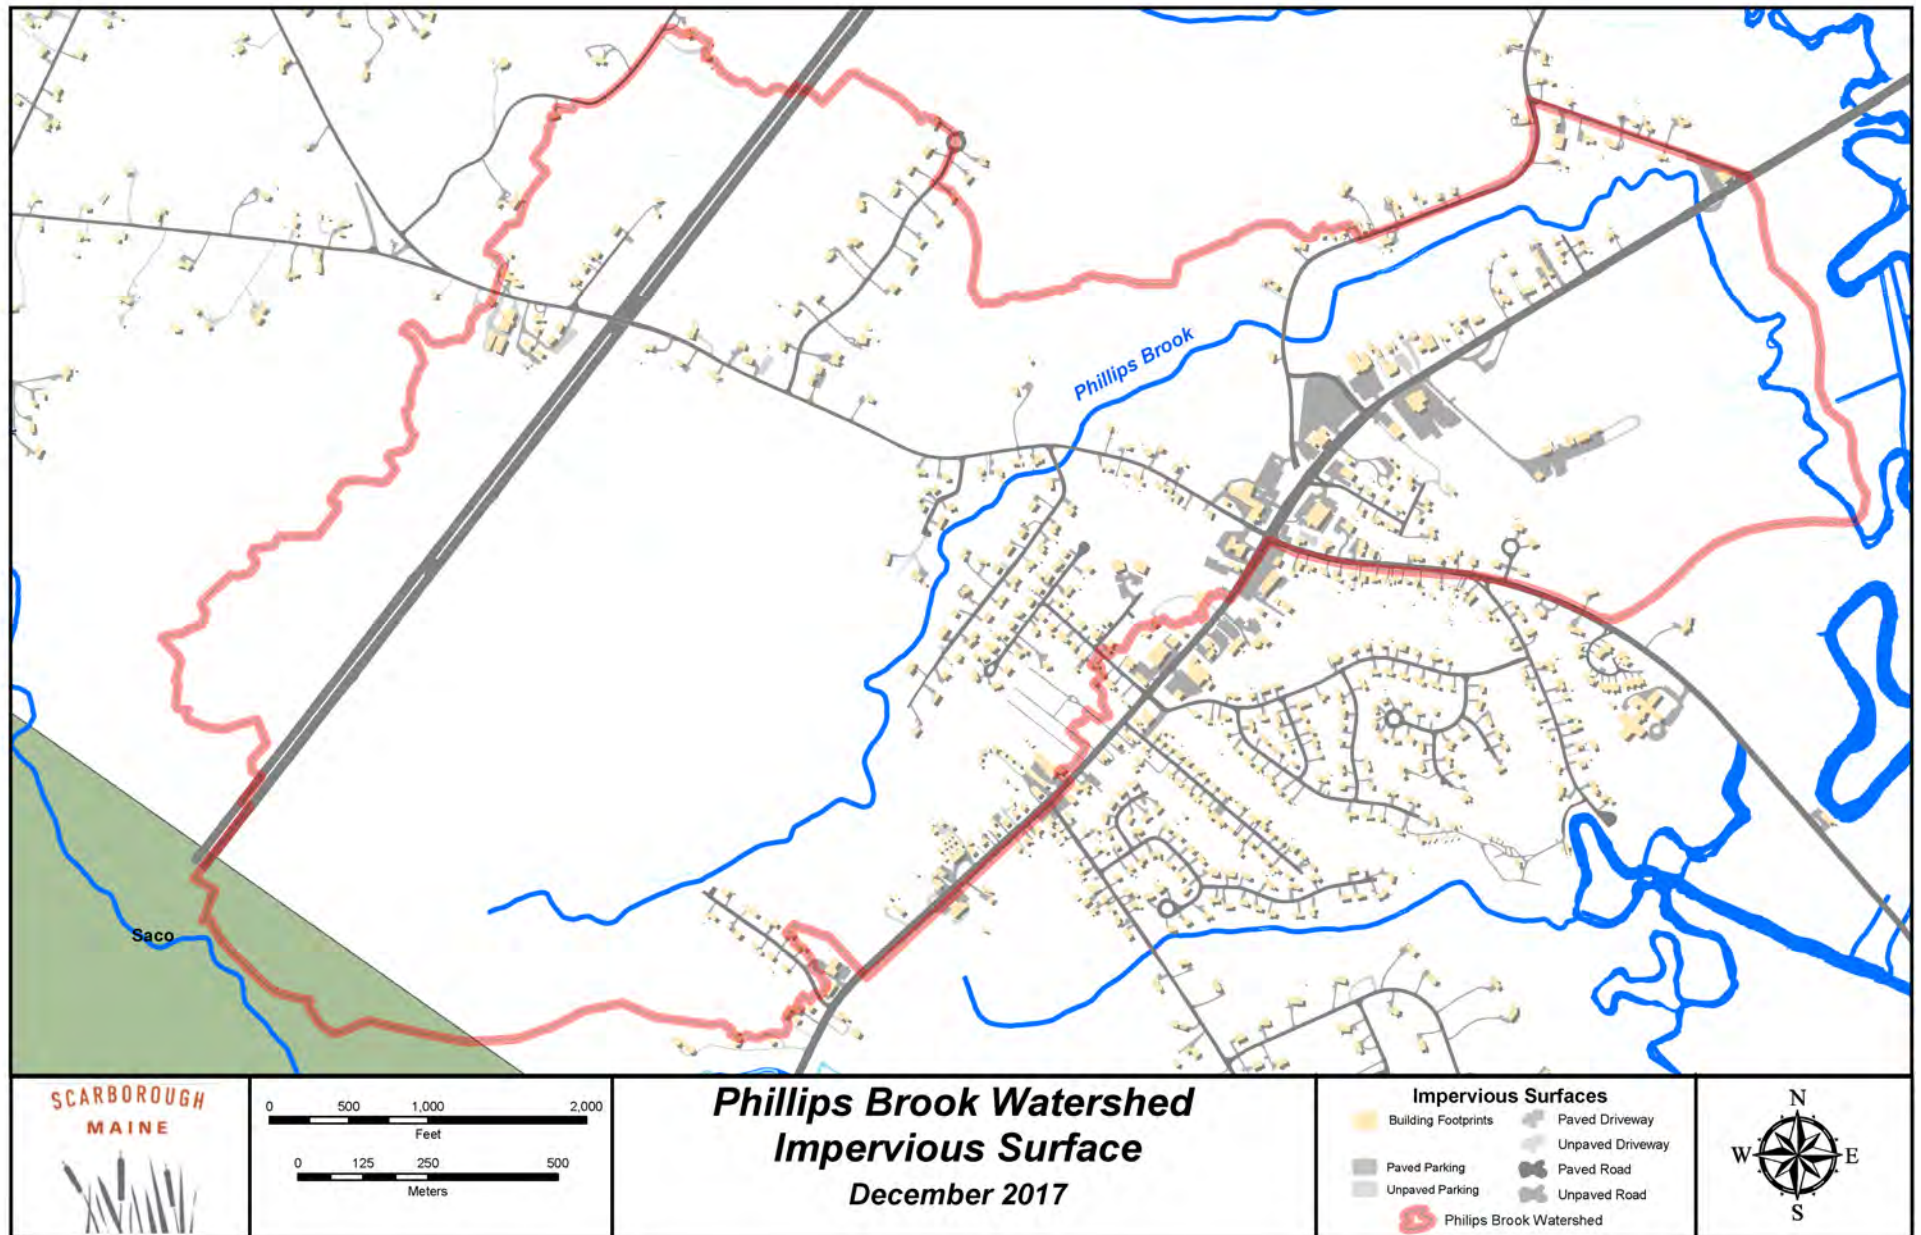 Phillips Brook
Saco
SCARBOROUGH
MAINE
0 500 1,000 2,000
Feet
0 125 250 500
Meters
Phillips Brook Watershed
Impervious Surface
December 2017
Impervious Surfaces
Building Footprints
Paved Parking
Unpaved Parking
Paved Driveway
Unpaved Driveway
Paved Road
Unpaved Road
Philips Brook Watershed
N
W E
S